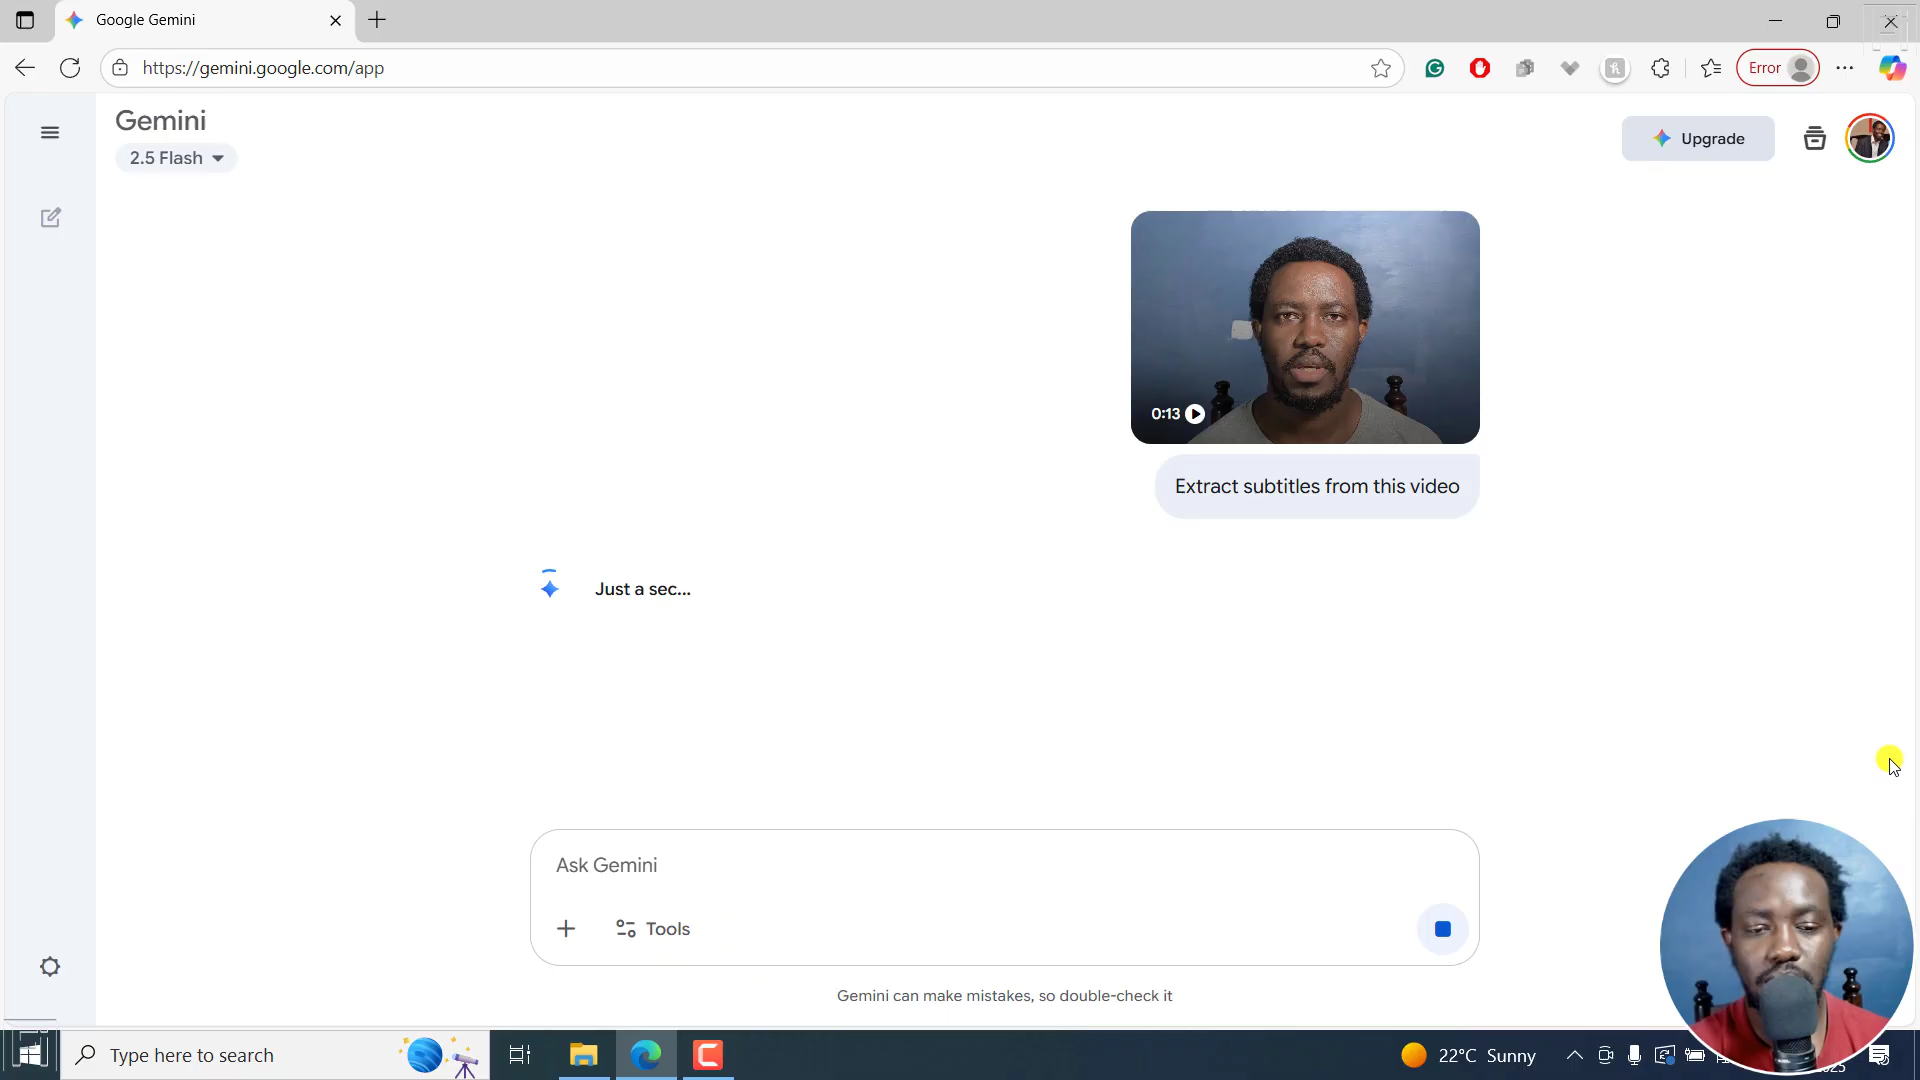 Google Gemini
https://gemini.google.com/app
Error
Gemini
2.5 Flash
Upgrade
0:13
Extract subtitles from this video
Just a sec...
Ask Gemini
Tools
Gemini can make mistakes, so double-check it
Type here to search
22°C Sunny